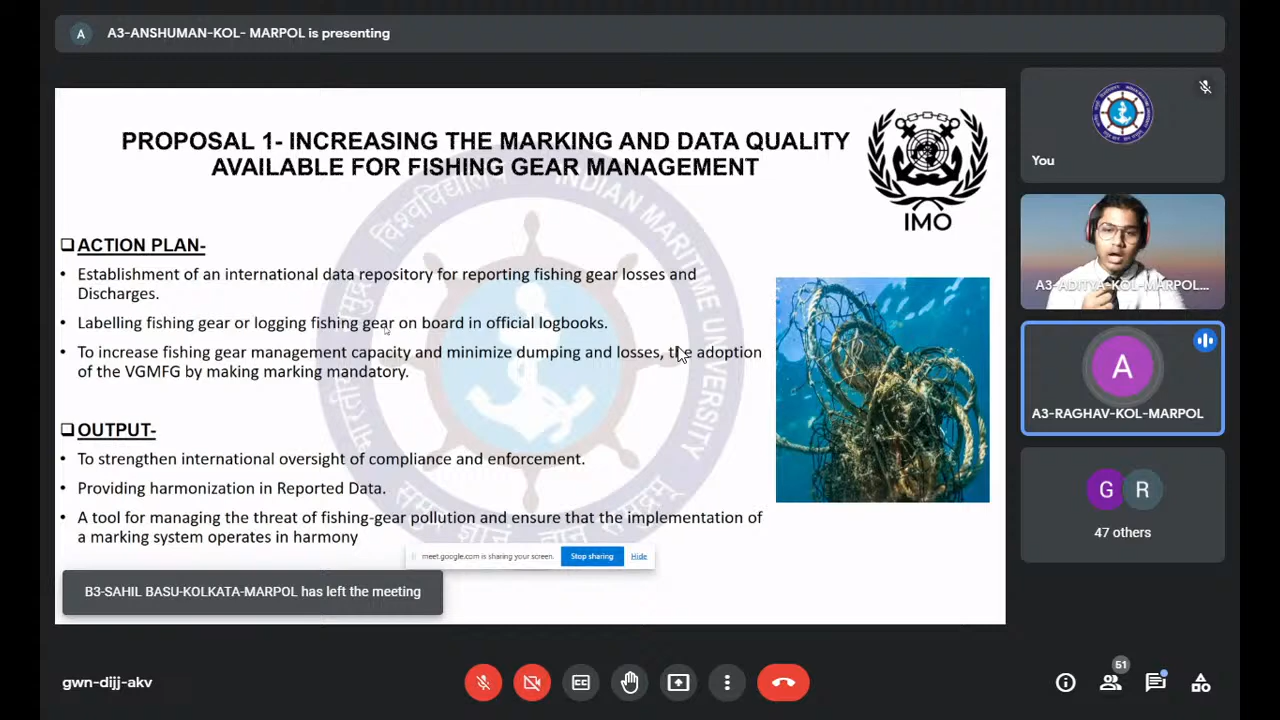 A A3-ANSHUMAN-KOL- MARPOL is presenting
PROPOSAL 1- INCREASING THE MARKING AND DATA QUALITY
AVAILABLE FOR FISHING GEAR MANAGEMENT
IMO
ACTION PLAN-
• Establishment of an international data repository for reporting fishing gear losses and
Discharges.
• Labelling fishing gear or logging fishing gear on board in official logbooks.
• To increase fishing gear management capacity and minimize dumping and losses, the adoption
of the VGMFG by making marking mandatory.
OUTPUT-
• To strengthen international oversight of compliance and enforcement.
• Providing harmonization in Reported Data.
• A tool for managing the threat of fishing-gear pollution and ensure that the implementation of
a marking system operates in harmony
विश्वविद्यालय
INDIAN MARITIME UNIVERSITY
meet.google.com is sharing your screen. Stop sharing Hide
B3-SAHIL BASU-KOLKATA-MARPOL has left the meeting
You
A3-ADITYA-KOL-MARPOL...
A
A3-RAGHAV-KOL-MARPOL
G R
47 others
gwn-dijj-akv
CC
51